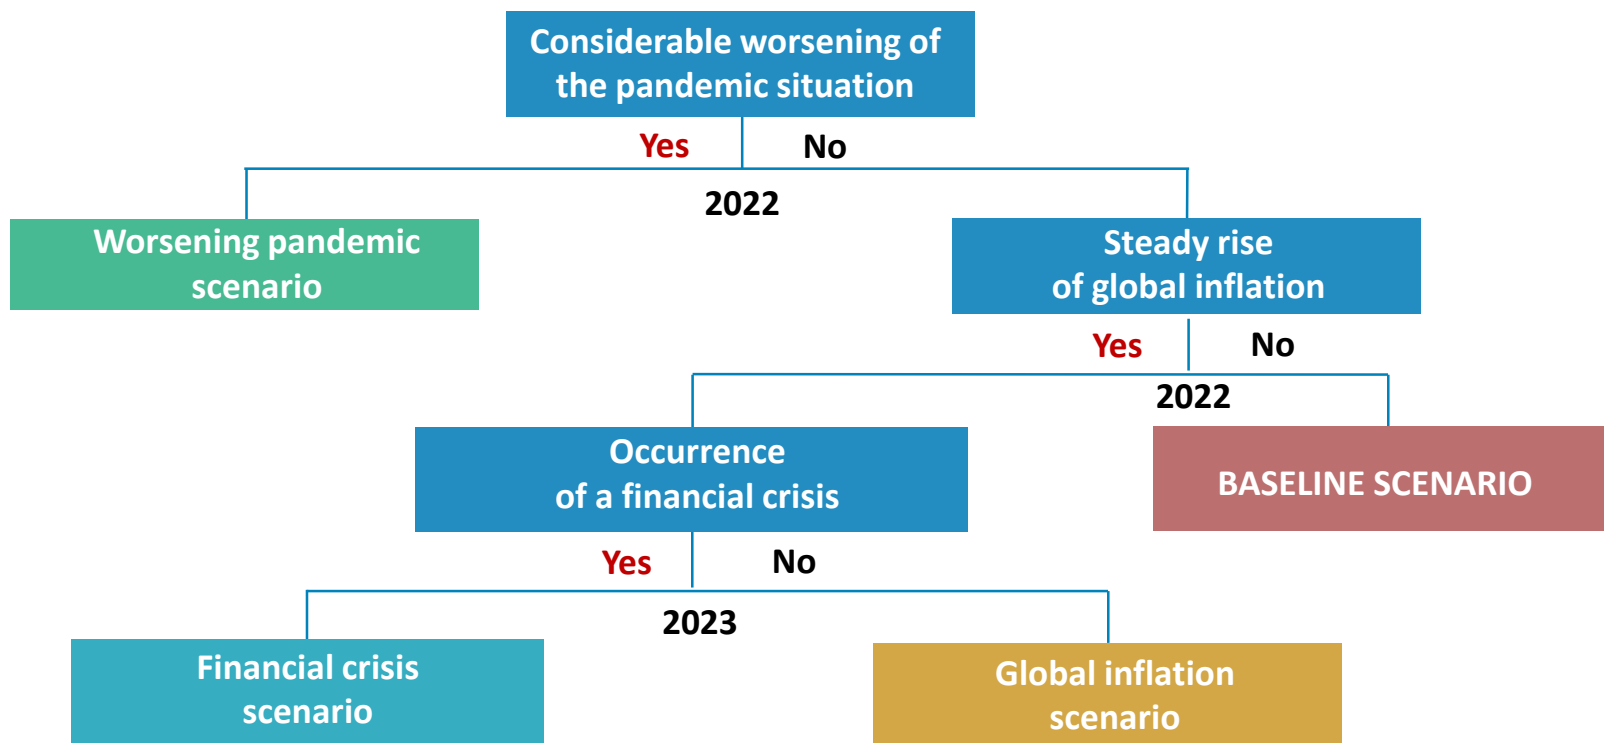 Considerable worsening of
the pandemic situation
Yes
No
2022
Worsening pandemic
scenario
Steady rise
of global inflation
Yes
No
2022
Occurrence
of a financial crisis
BASELINE SCENARIO
Yes
No
2023
Financial crisis
scenario
Global inflation
scenario